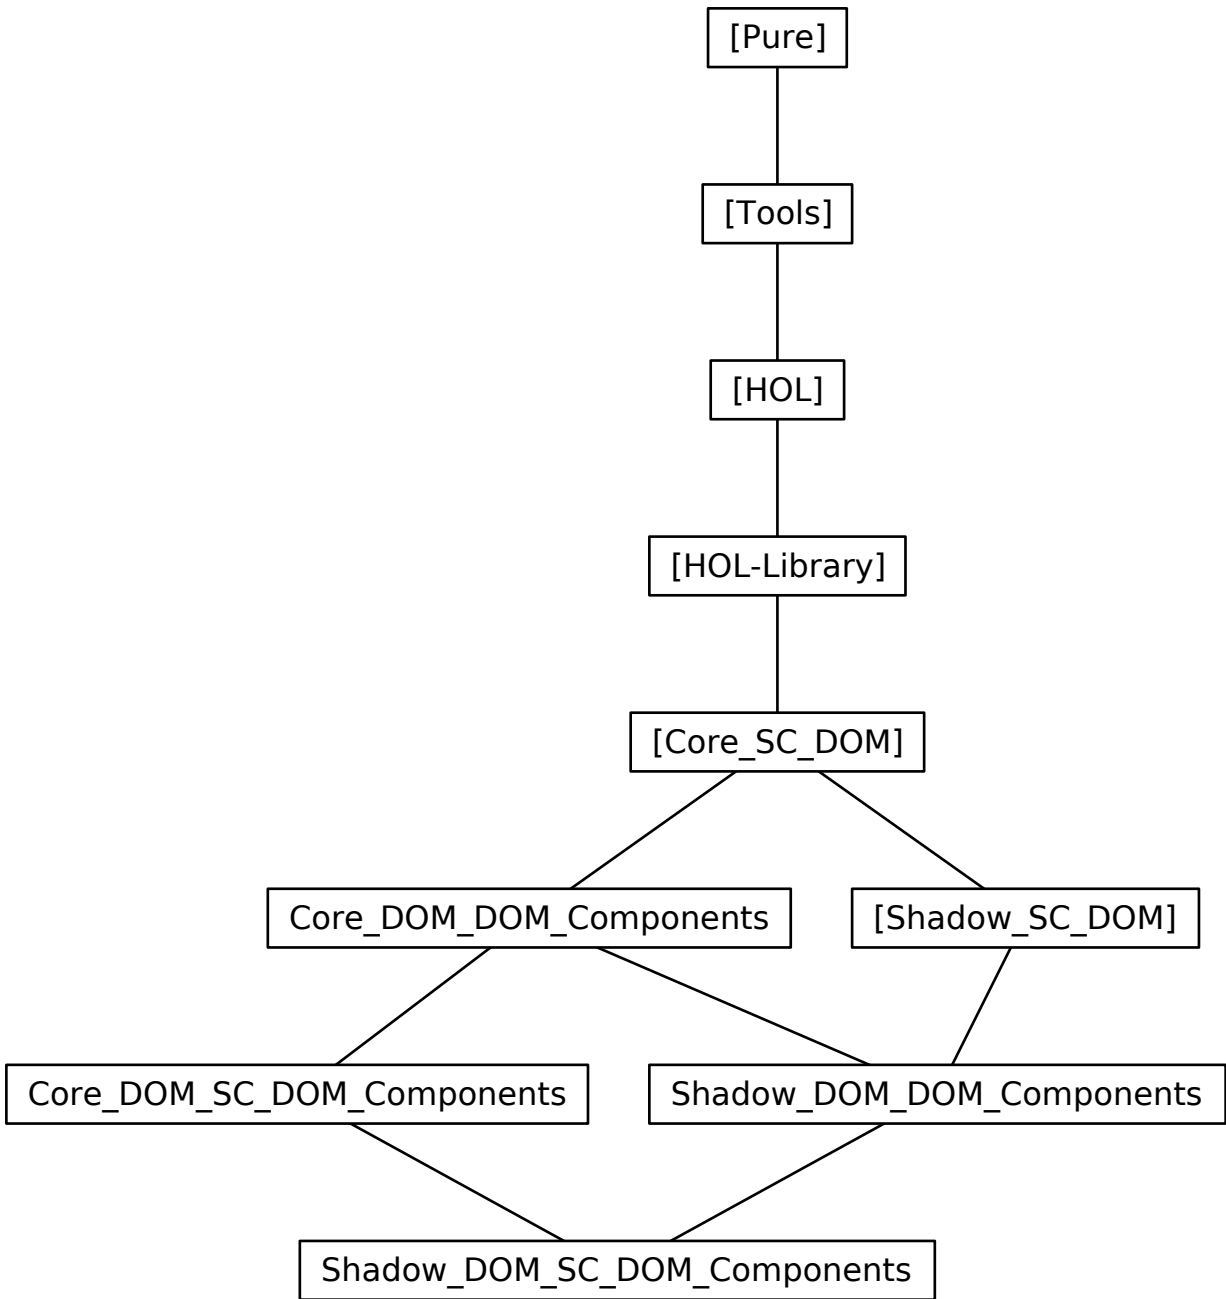 [Pure]
[Tools]
[HOL]
[HOL-Library]
[Core_SC_DOM]
Core_DOM_DOM_Components
[Shadow_SC_DOM]
Core_DOM_SC_DOM_Components
Shadow_DOM_DOM_Components
Shadow_DOM_SC_DOM_Components